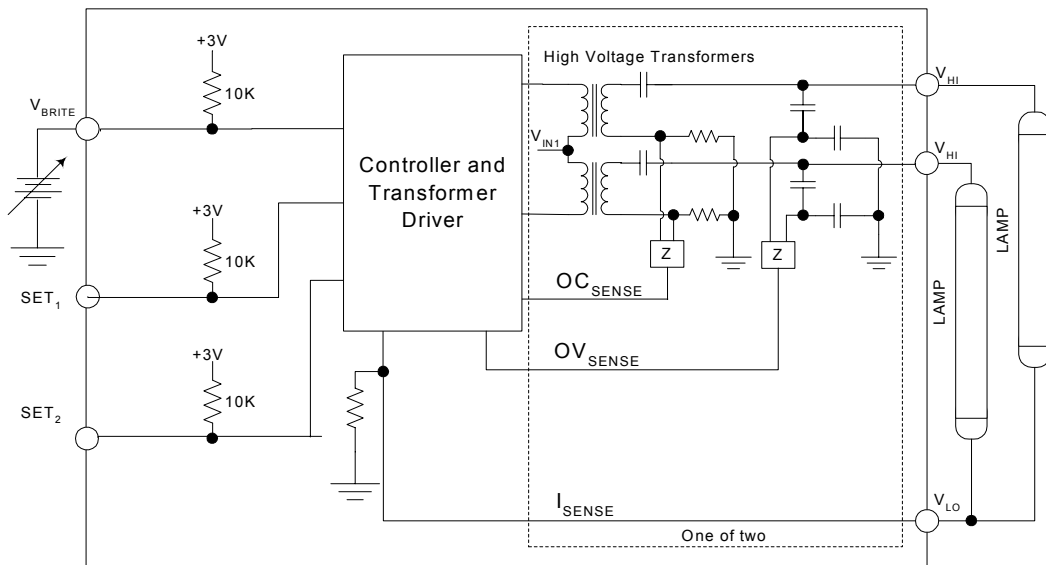 +3V
10K
V_BRITE
+3V
10K
SET_1
+3V
10K
SET_2
Controller and
Transformer
Driver
High Voltage Transformers
V_IN1
Z
Z
OC_SENSE
OV_SENSE
I_SENSE
One of two
V_HI
V_HI
LAMP
LAMP
V_LO